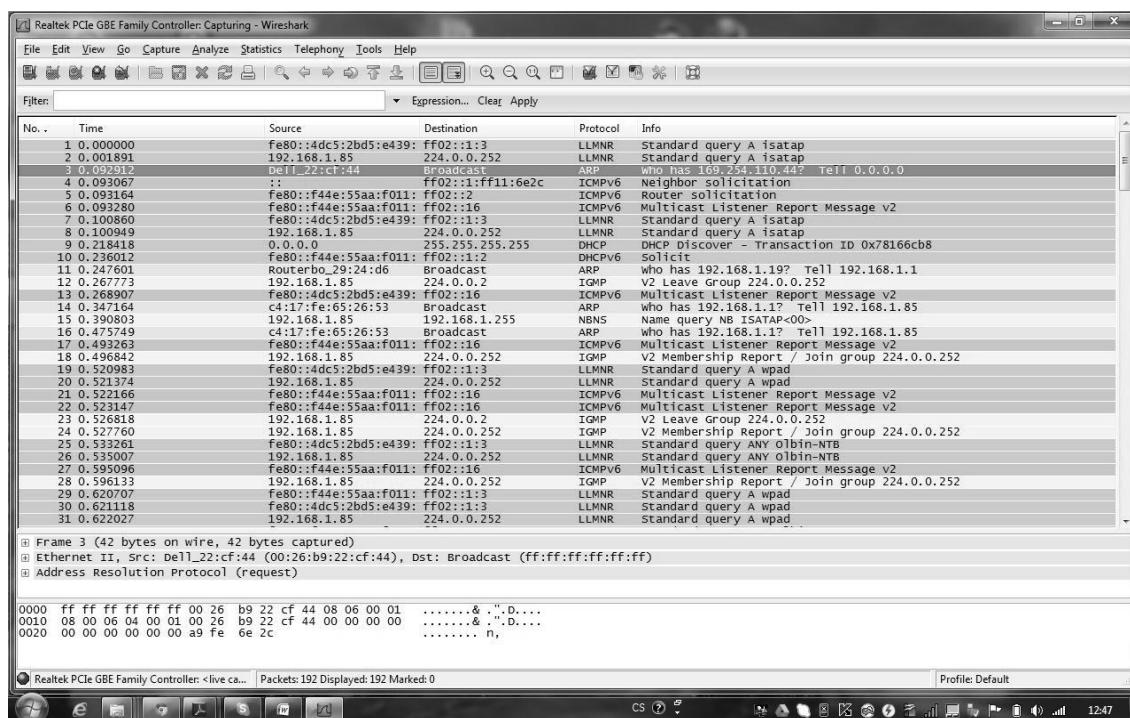 Realtek PCIe GBE Family Controller: Capturing - Wireshark
File Edit View Go Capture Analyze Statistics Telephony Tools Help
Filter: Expression... Clear Apply
No. . Time Source Destination Protocol Info
1 0.000000 fe80::4dc5:2bd5:e439: ff02::1:3 LLMNR Standard query A isatap
2 0.001891 192.168.1.85 224.0.0.252 LLMNR Standard query A isatap
3 0.092912 Dell_22:cf:44 Broadcast ARP Who has 169.254.110.44? Tell 0.0.0.0
4 0.093067 :: ff02::1:ff11:6e2c ICMPv6 Neighbor solicitation
5 0.093164 fe80::f44e:55aa:f011: ff02::2 ICMPv6 Router solicitation
6 0.093280 fe80::f44e:55aa:f011: ff02::16 ICMPv6 Multicast Listener Report Message v2
7 0.100860 fe80::4dc5:2bd5:e439: ff02::1:3 LLMNR Standard query A isatap
8 0.100949 192.168.1.85 224.0.0.252 LLMNR Standard query A isatap
9 0.218418 0.0.0.0 255.255.255.255 DHCP DHCP Discover - Transaction ID 0x78166cb8
10 0.236012 fe80::f44e:55aa:f011: ff02::1:2 DHCPv6 Solicit
11 0.247601 Routerbo_29:24:d6 Broadcast ARP Who has 192.168.1.19? Tell 192.168.1.1
12 0.267773 192.168.1.85 224.0.0.2 IGMP V2 Leave Group 224.0.0.252
13 0.268907 fe80::4dc5:2bd5:e439: ff02::16 ICMPv6 Multicast Listener Report Message v2
14 0.347164 c4:17:fe:65:26:53 Broadcast ARP Who has 192.168.1.1? Tell 192.168.1.85
15 0.390803 192.168.1.85 192.168.1.255 NBNS Name query NB ISATAP<00>
16 0.475749 c4:17:fe:65:26:53 Broadcast ARP Who has 192.168.1.1? Tell 192.168.1.85
17 0.493263 fe80::f44e:55aa:f011: ff02::16 ICMPv6 Multicast Listener Report Message v2
18 0.496842 192.168.1.85 224.0.0.252 IGMP V2 Membership Report / Join group 224.0.0.252
19 0.520983 fe80::4dc5:2bd5:e439: ff02::1:3 LLMNR Standard query A wpad
20 0.521374 192.168.1.85 224.0.0.252 LLMNR Standard query A wpad
21 0.522166 fe80::f44e:55aa:f011: ff02::16 ICMPv6 Multicast Listener Report Message v2
22 0.523147 fe80::f44e:55aa:f011: ff02::16 ICMPv6 Multicast Listener Report Message v2
23 0.526818 192.168.1.85 224.0.0.2 IGMP V2 Leave Group 224.0.0.252
24 0.527760 192.168.1.85 224.0.0.252 IGMP V2 Membership Report / Join group 224.0.0.252
25 0.533261 fe80::4dc5:2bd5:e439: ff02::1:3 LLMNR Standard query ANY Olbin-NTB
26 0.535007 192.168.1.85 224.0.0.252 LLMNR Standard query ANY Olbin-NTB
27 0.595096 fe80::f44e:55aa:f011: ff02::16 ICMPv6 Multicast Listener Report Message v2
28 0.596133 192.168.1.85 224.0.0.252 IGMP V2 Membership Report / Join group 224.0.0.252
29 0.620707 fe80::f44e:55aa:f011: ff02::1:3 LLMNR Standard query A wpad
30 0.621118 fe80::4dc5:2bd5:e439: ff02::1:3 LLMNR Standard query A wpad
31 0.622027 192.168.1.85 224.0.0.252 LLMNR Standard query A wpad
Frame 3 (42 bytes on wire, 42 bytes captured)
Ethernet II, Src: Dell_22:cf:44 (00:26:b9:22:cf:44), Dst: Broadcast (ff:ff:ff:ff:ff:ff)
Address Resolution Protocol (request)
0000 ff ff ff ff ff ff 00 26 b9 22 cf 44 08 06 00 01 .......& .".D....
0010 08 00 06 04 00 01 00 26 b9 22 cf 44 00 00 00 00 .......& .".D....
0020 00 00 00 00 00 00 a9 fe 6e 2c ........ n,
Realtek PCIe GBE Family Controller: <live ca... Packets: 192 Displayed: 192 Marked: 0 Profile: Default
CS 12:47